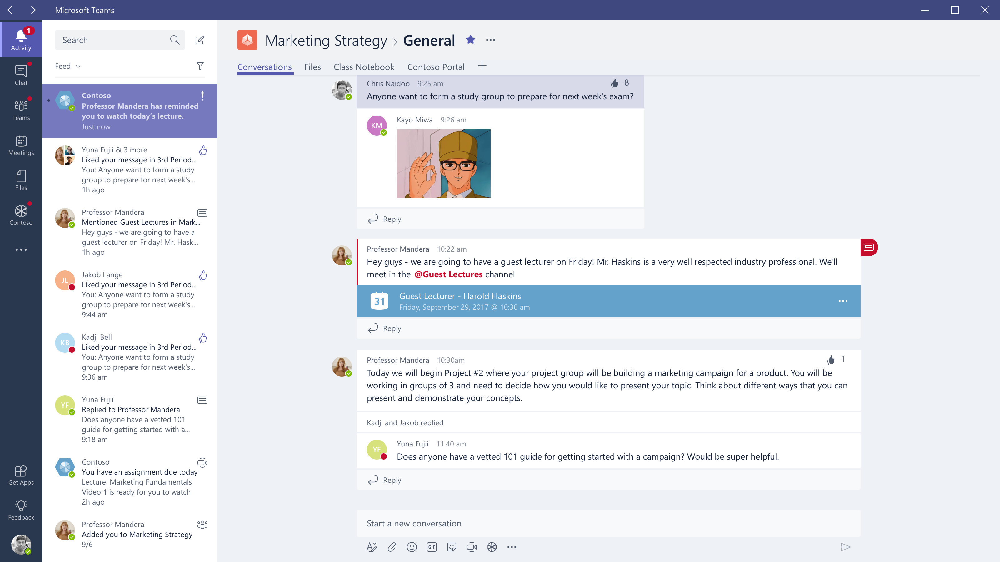 Microsoft Teams
1
Activity
Chat
Teams
Meetings
Files
Contoso
Get Apps
Feedback
Search
Feed
Contoso
Professor Mandera has reminded
you to watch today’s lecture.
Just now
Yuna Fujii & 3 more
Liked your message in 3rd Period...
You: Anyone want to form a study
group to prepare for next week's...
1h ago
Professor Mandera
Mentioned Guest Lectures in Mark...
Hey guys - we are going to have a
guest lecturer on Friday! Mr. Hask...
1h ago
JL
Jakob Lange
Liked your message in 3rd Period...
You: Anyone want to form a study
group to prepare for next week's...
9:44 am
KB
Kadji Bell
Liked your message in 3rd Period...
You: Anyone want to form a study
group to prepare for next week's...
9:36 am
YF
Yuna Fujii
Replied to Professor Mandera
Does anyone have a vetted 101
guide for getting started with a...
9:18 am
Contoso
You have an assignment due today
Lecture: Marketing Fundamentals
Video 1 is ready for you to watch
2h ago
Professor Mandera
Added you to Marketing Strategy
9/6
Marketing Strategy > General
Conversations Files Class Notebook Contoso Portal
Chris Naidoo 9:25 am 8
Anyone want to form a study group to prepare for next week's exam?
KM
Kayo Miwa 9:26 am
Reply
Professor Mandera 10:22 am
Hey guys - we are going to have a guest lecturer on Friday! Mr. Haskins is a very well respected industry professional. We'll
meet in the @Guest Lectures channel
31
Guest Lecturer - Harold Haskins
Friday, September 29, 2017 @ 10:30 am
Reply
Professor Mandera 10:30am 1
Today we will begin Project #2 where your project group will be building a marketing campaign for a product. You will be
working in groups of 3 and need to decide how you would like to present your topic. Think about different ways that you can
present and demonstrate your concepts.
Kadji and Jakob replied
YF
Yuna Fujii 11:40 am
Does anyone have a vetted 101 guide for getting started with a campaign? Would be super helpful.
Reply
Start a new conversation
GIF